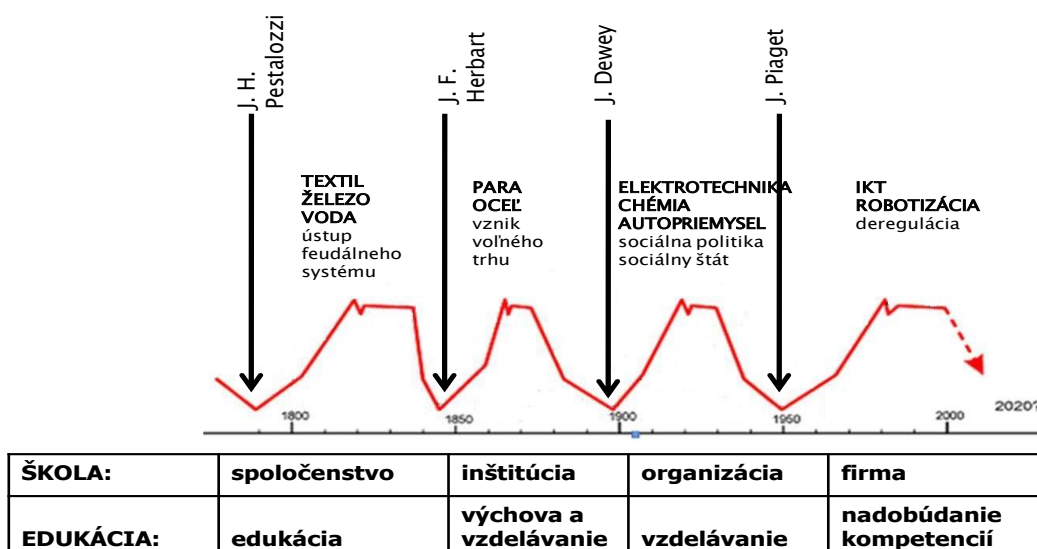 J. H.
Pestalozzi
J. F.
Herbart
J. Dewey
J. Piaget
TEXTIL
ŽELEZO
VODA
ústup
feudálneho
systému
PARA
OCEĽ
vznik
voľného
trhu
ELEKTROTECHNIKA
CHÉMIA
AUTOPRIEMYSEL
sociálna politika
sociálny štát
IKT
ROBOTIZÁCIA
deregulácia
1800
1850
1900
1950
2000
2020?
ŠKOLA:
spoločenstvo
inštitúcia
organizácia
firma
EDUKÁCIA:
edukácia
výchova a
vzdelávanie
vzdelávanie
nadobúdanie
kompetencií